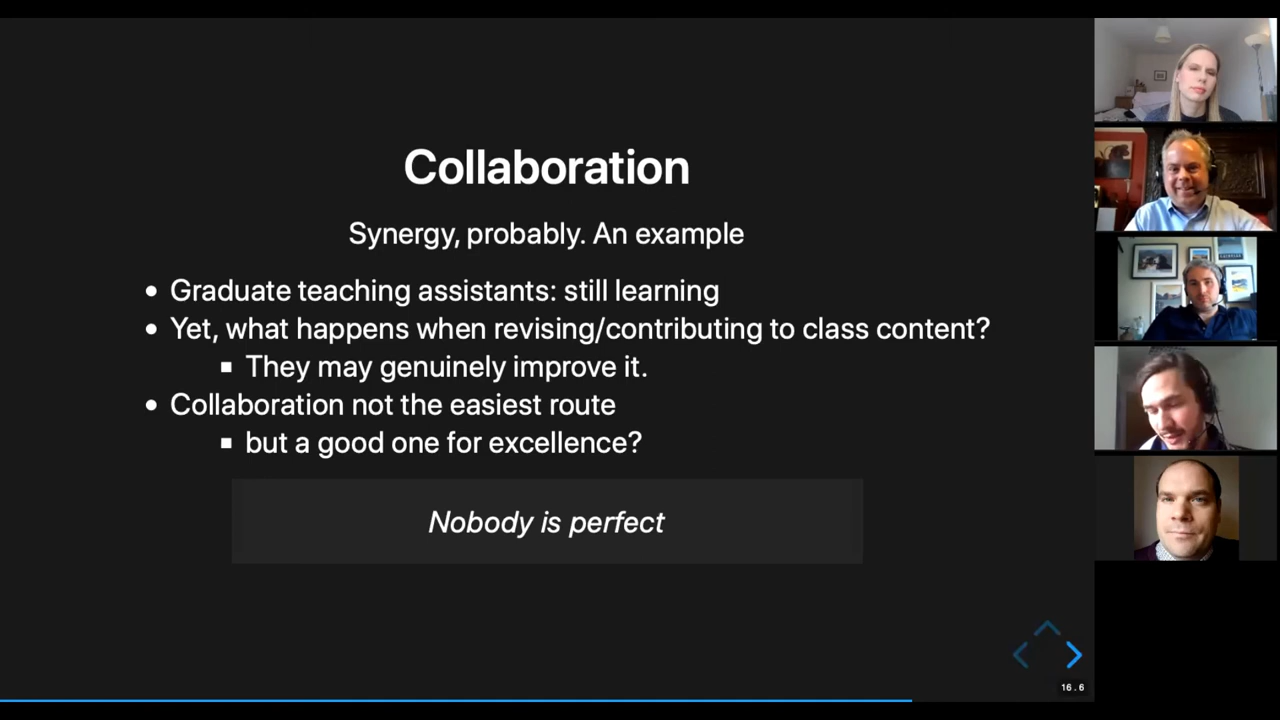 Collaboration
Synergy, probably. An example
• Graduate teaching assistants: still learning
• Yet, what happens when revising/contributing to class content?
▪ They may genuinely improve it.
• Collaboration not the easiest route
▪ but a good one for excellence?
Nobody is perfect
16.6